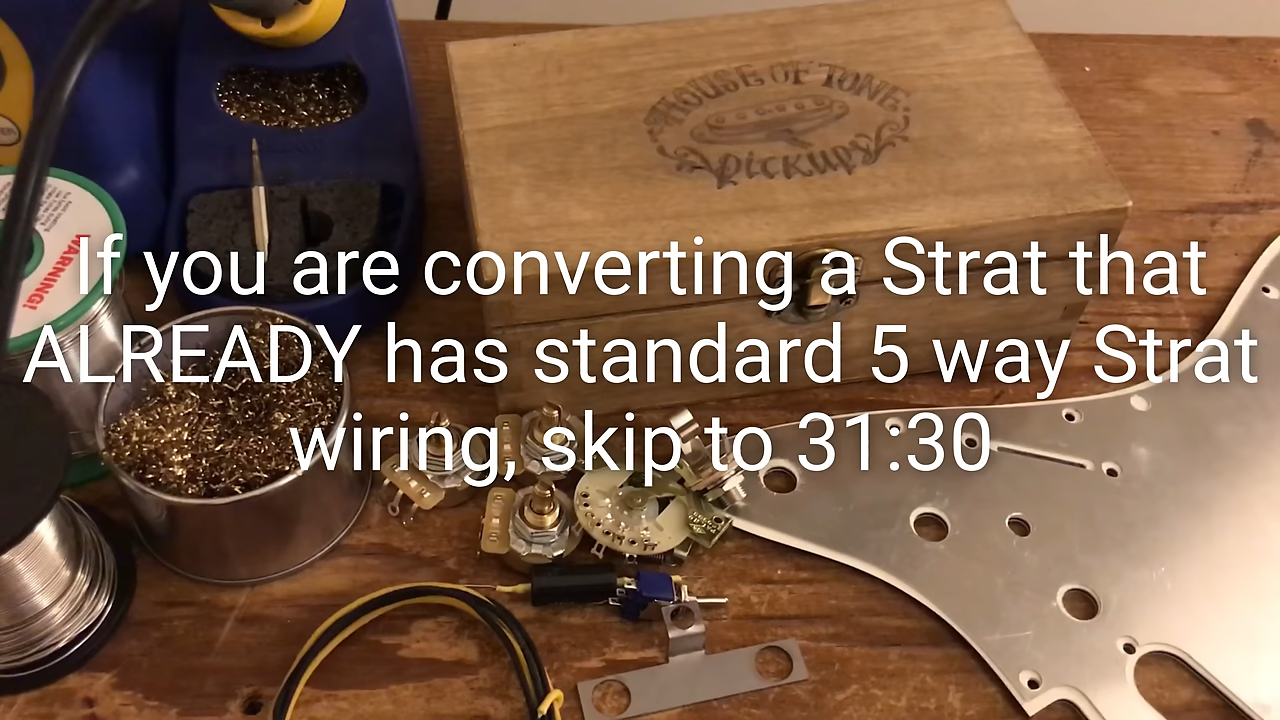 HOUSE OF TONE
PICKUPS
WARNING!
If you are converting a Strat that
ALREADY has standard 5 way Strat
wiring, skip to 31:30